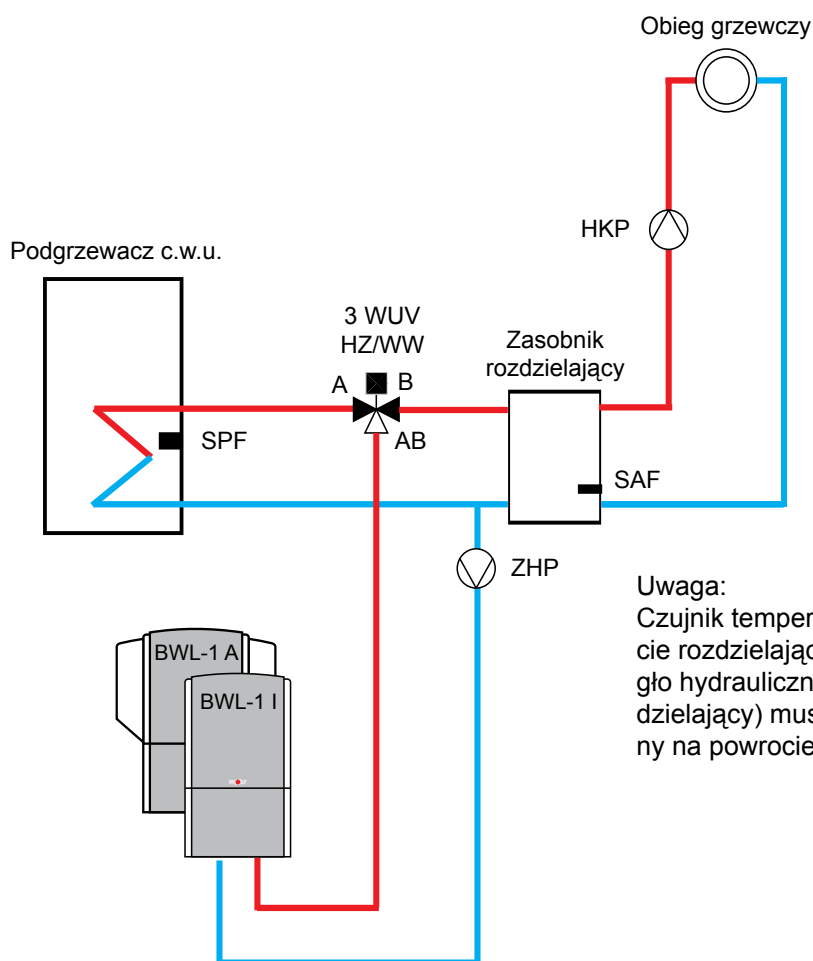 Obieg grzewczy
HKP
Podgrzewacz c.w.u.
3 WUV
HZ/WW
A
B
AB
Zasobnik
rozdzielający
SPF
SAF
ZHP
Uwaga:
Czujnik temper
cie rozdzielając
gło hydrauliczn
dzielający) mus
ny na powrocie
BWL-1 A
BWL-1 I